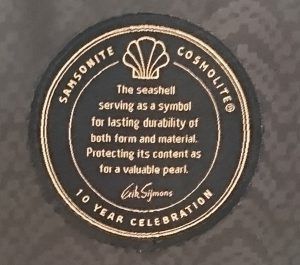 SAMSONITE COSMOLITE®
The seashell
serving as a symbol
for lasting durability of
both form and material.
Protecting its content as
for a valuable pearl.
Erik Sijmons
10 YEAR CELEBRATION